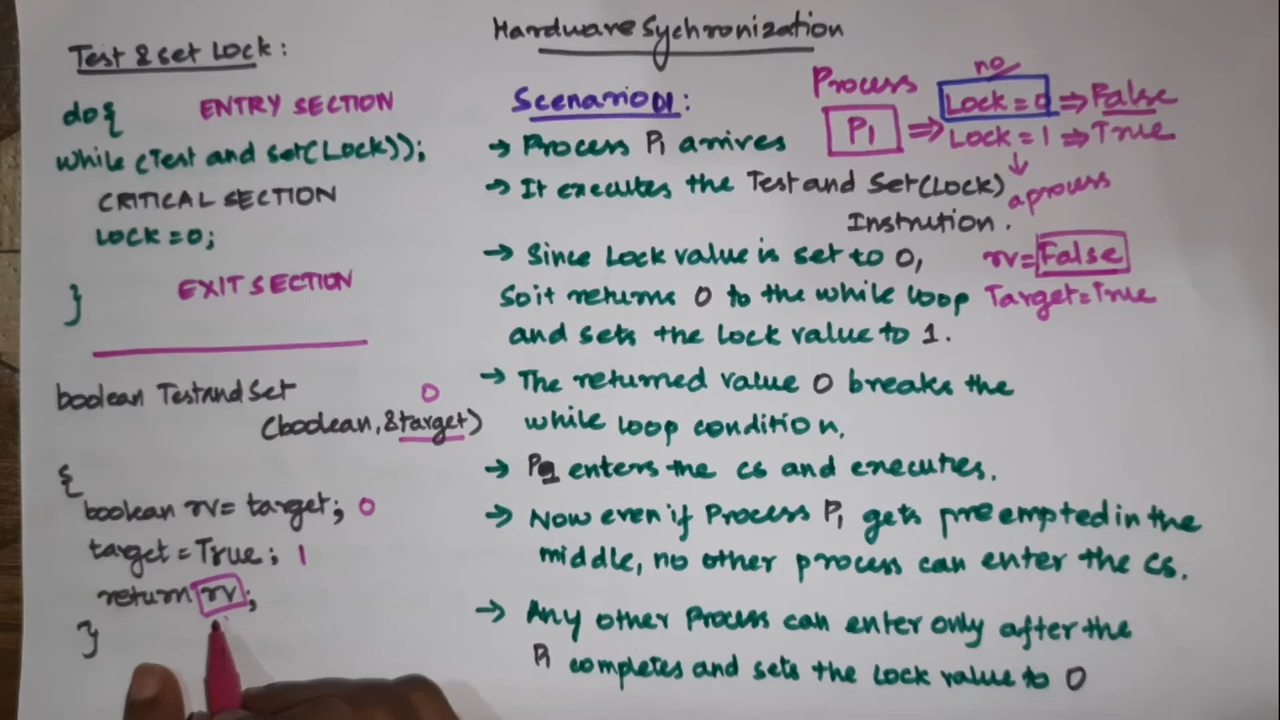 Hardware Sychronization
Test & set Lock :
do{ ENTRY SECTION
while (Test and set(Lock));
CRITICAL SECTION
LOCK = 0;
EXIT SECTION
}
boolean TestandSet
0
(boolean, &target)
{
boolean rv = target; 0
target = True; 1
return rv;
}
Scenario 01 :
→ Process P1 arrives
→ It executes the Test and Set(Lock)
Instrution.
→ Since Lock value is set to 0,
So it returns 0 to the while loop
and sets the lock value to 1.
→ The returned value 0 breaks the
while loop condition.
→ P1 enters the cs and executies.
→ Now even if Process P1 gets preempted in the
middle, no other process can enter the cs.
→ Any other Process can enter only after the
P1 completes and sets the Lock value to 0
Process
no
P1 ⇒ Lock = 0 ⇒ False
Lock = 1 ⇒ True
a process
rv = False
Target = True